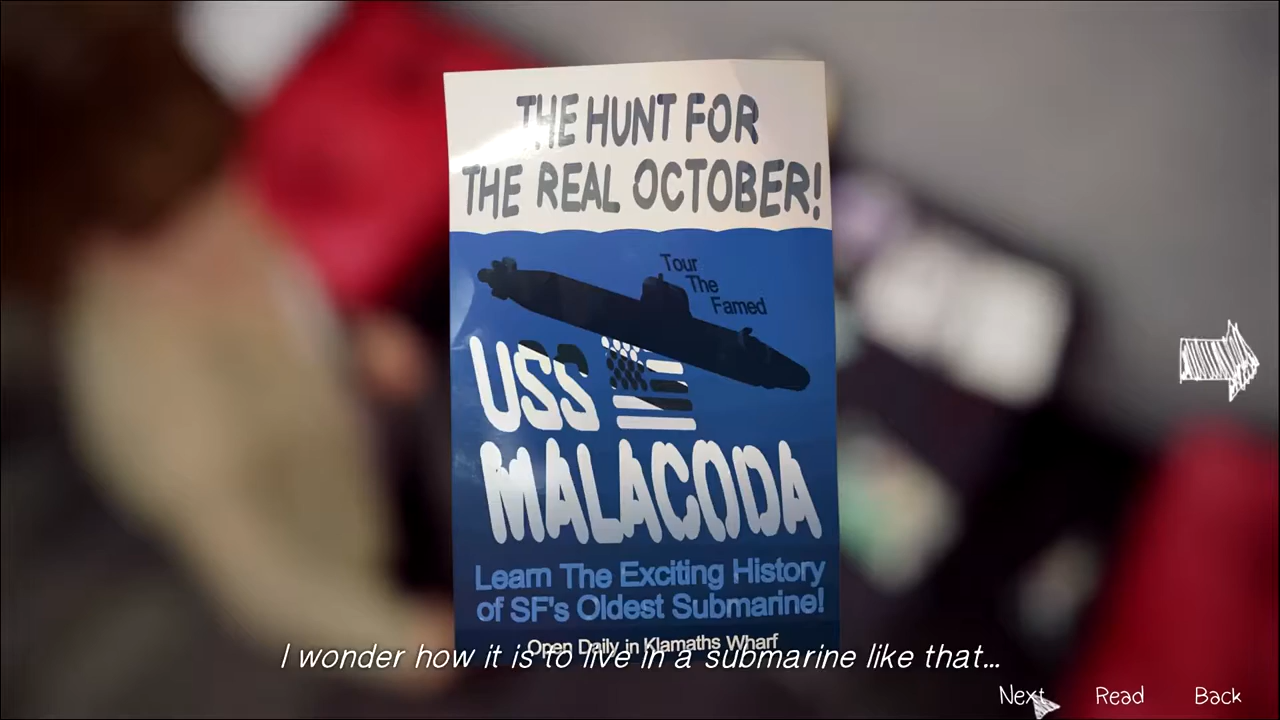 THE HUNT FOR
THE REAL OCTOBER!
Tour
The
Famed
USS
MALACODA
Learn The Exciting History
of SF's Oldest Submarine!
Open Daily in Klamaths Wharf
I wonder how it is to live in a submarine like that...
Next
Read
Back